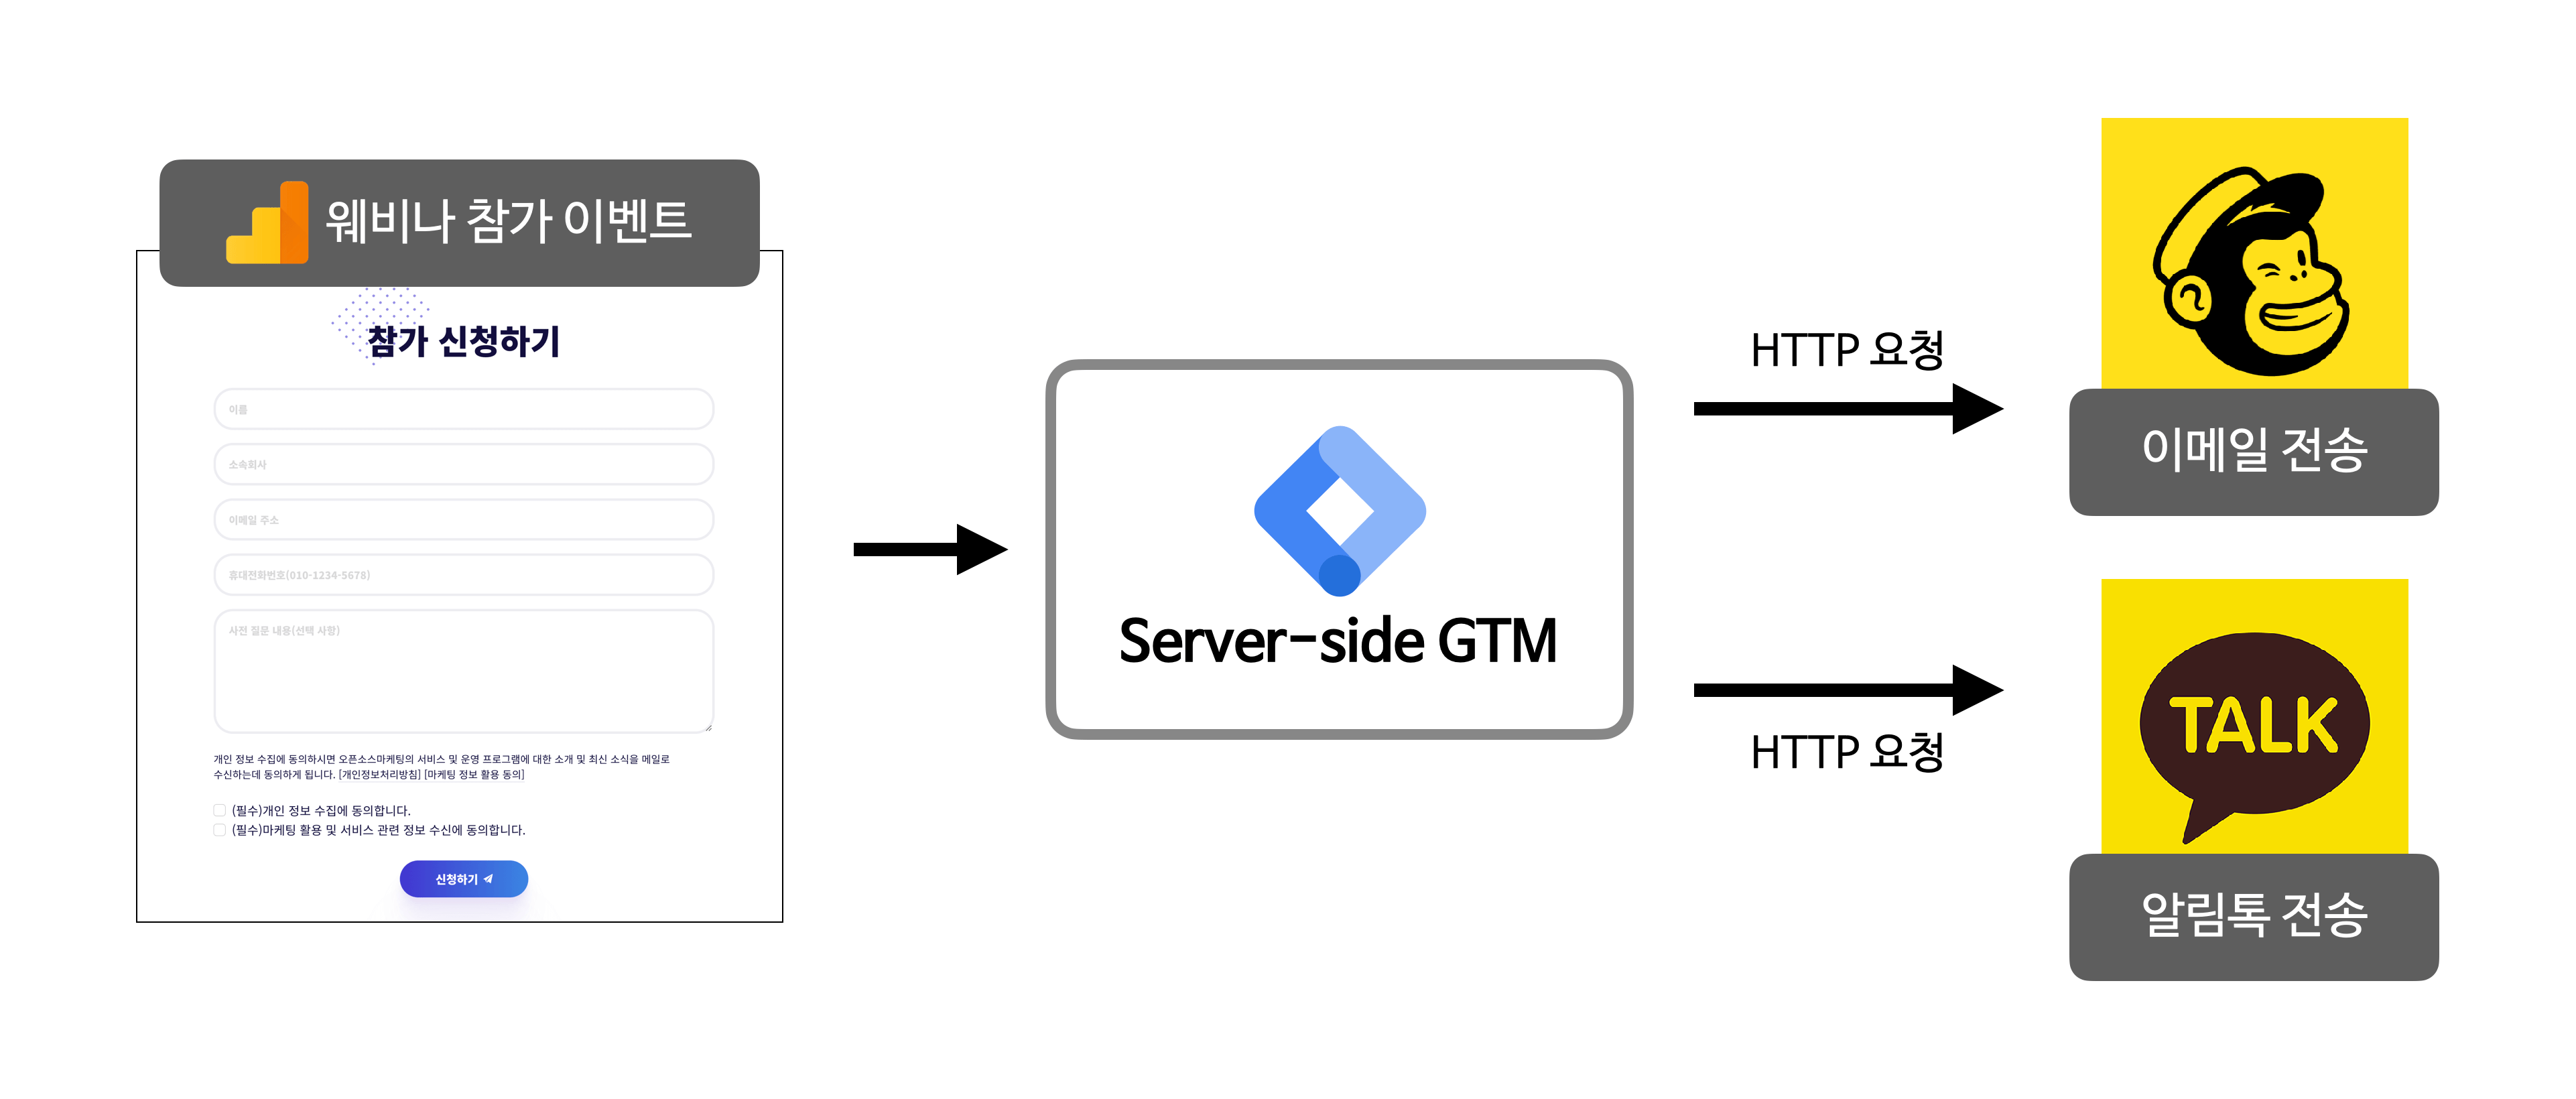 웨비나 참가 이벤트
참가 신청하기
이름
소속회사
이메일 주소
휴대전화번호(010-1234-5678)
사전 질문 내용(선택 사항)
개인 정보 수집에 동의하시면 오픈소스마케팅의 서비스 및 운영 프로그램에 대한 소개 및 최신 소식을 메일로
수신하는데 동의하게 됩니다. [개인정보처리방침] [마케팅 정보 활용 동의]
(필수)개인 정보 수집에 동의합니다.
(필수)마케팅 활용 및 서비스 관련 정보 수신에 동의합니다.
신청하기
Server-side GTM
HTTP 요청
이메일 전송
HTTP 요청
TALK
알림톡 전송